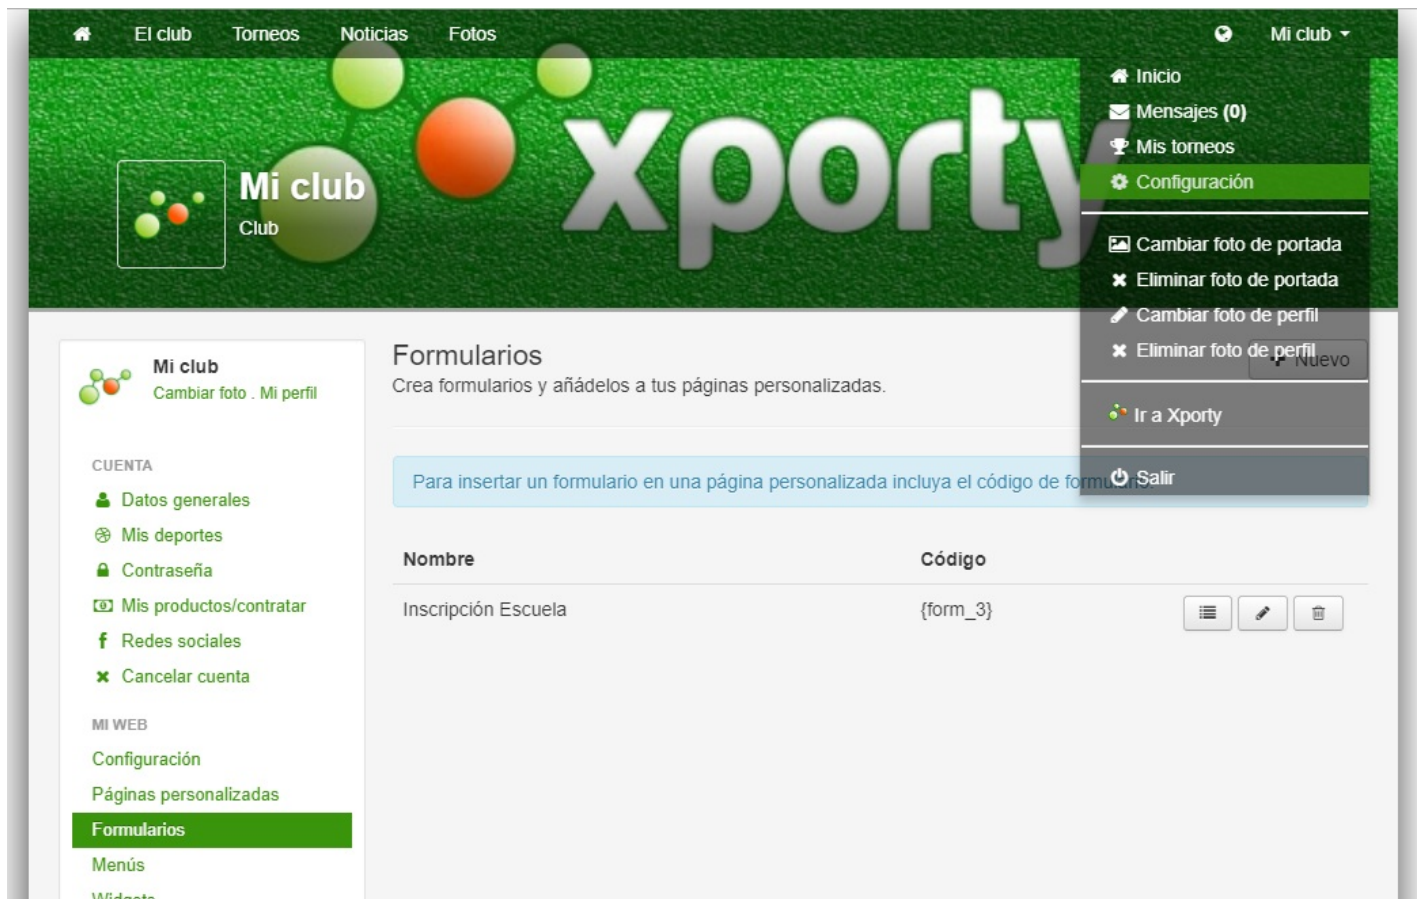 El club Torneos Noticias Fotos Mi club
Inicio
Mensajes (0)
Mis torneos
Configuración
Cambiar foto de portada
Eliminar foto de portada
Cambiar foto de perfil
Eliminar foto de perfil
Ir a Xporty
Salir
xporty
Mi club
Club
Mi club
Cambiar foto . Mi perfil
CUENTA
Datos generales
Mis deportes
Contraseña
Mis productos/contratar
Redes sociales
Cancelar cuenta
MI WEB
Configuración
Páginas personalizadas
Formularios
Menús
Widgets
Formularios
Nuevo
Crea formularios y añádelos a tus páginas personalizadas.
Para insertar un formulario en una página personalizada incluya el código de formulario.
Nombre Código
Inscripción Escuela {form_3}